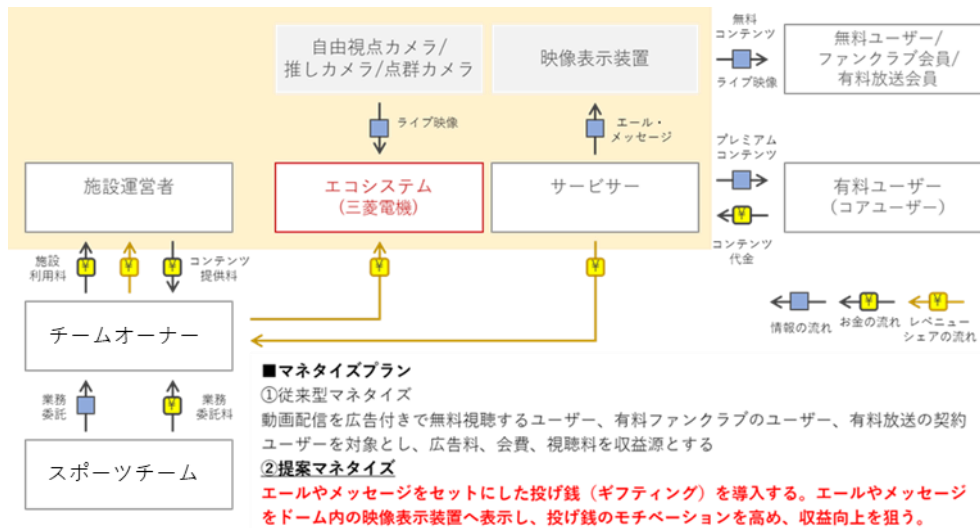 自由視点カメラ/
推しカメラ/点群カメラ
映像表示装置
無料
コンテンツ
ライブ映像
無料ユーザー/
ファンクラブ会員/
有料放送会員
ライブ映像
エール・
メッセージ
施設運営者
エコシステム
(三菱電機)
サービサー
プレミアム
コンテンツ
¥
コンテンツ
代金
有料ユーザー
(コアユーザー)
施設
利用料
¥
¥
¥
コンテンツ
提供料
¥
¥
チームオーナー
情報の流れ
¥
お金の流れ
¥
レベニュー
シェアの流れ
業務
委託
¥
業務
委託料
スポーツチーム
■マネタイズプラン
①従来型マネタイズ
動画配信を広告付きで無料視聴するユーザー、有料ファンクラブのユーザー、有料放送の契約
ユーザーを対象とし、広告料、会費、視聴料を収益源とする
②提案マネタイズ
エールやメッセージをセットにした投げ銭（ギフティング）を導入する。エールやメッセージ
をドーム内の映像表示装置へ表示し、投げ銭のモチベーションを高め、収益向上を狙う。